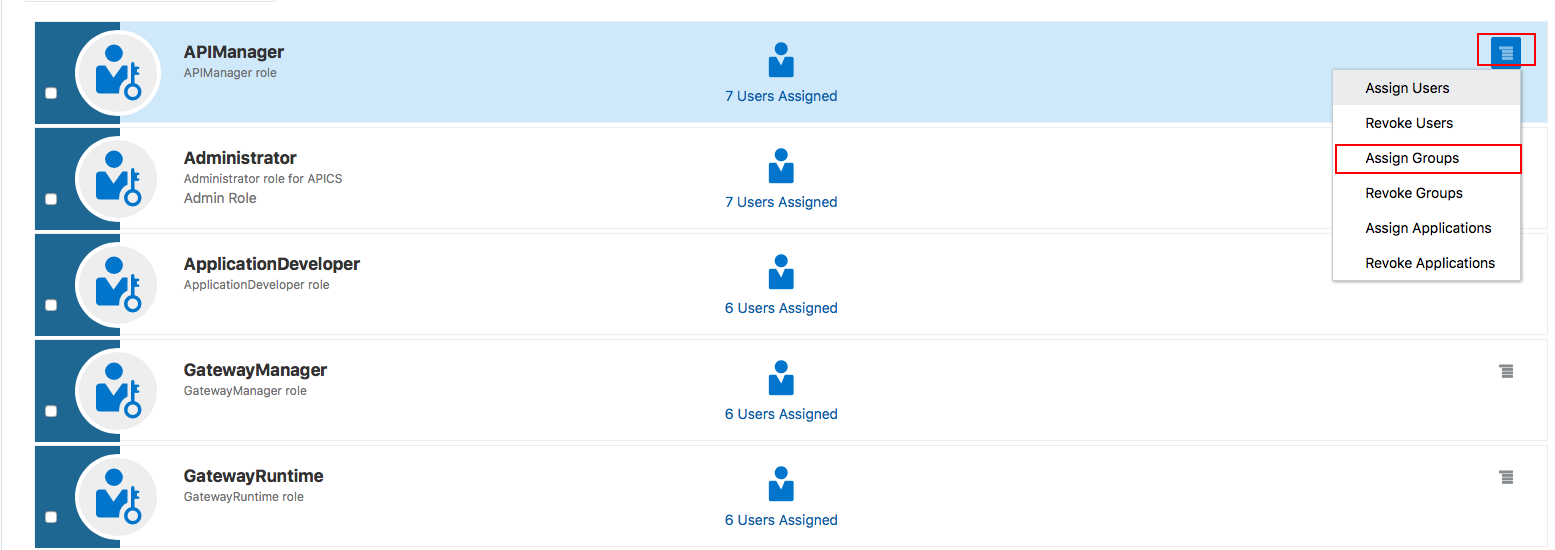 APIManager
APIManager role
7 Users Assigned
Assign Users
Revoke Users
Assign Groups
Revoke Groups
Assign Applications
Revoke Applications
Administrator
Administrator role for APICS
Admin Role
7 Users Assigned
ApplicationDeveloper
ApplicationDeveloper role
6 Users Assigned
GatewayManager
GatewayManager role
6 Users Assigned
GatewayRuntime
GatewayRuntime role
6 Users Assigned